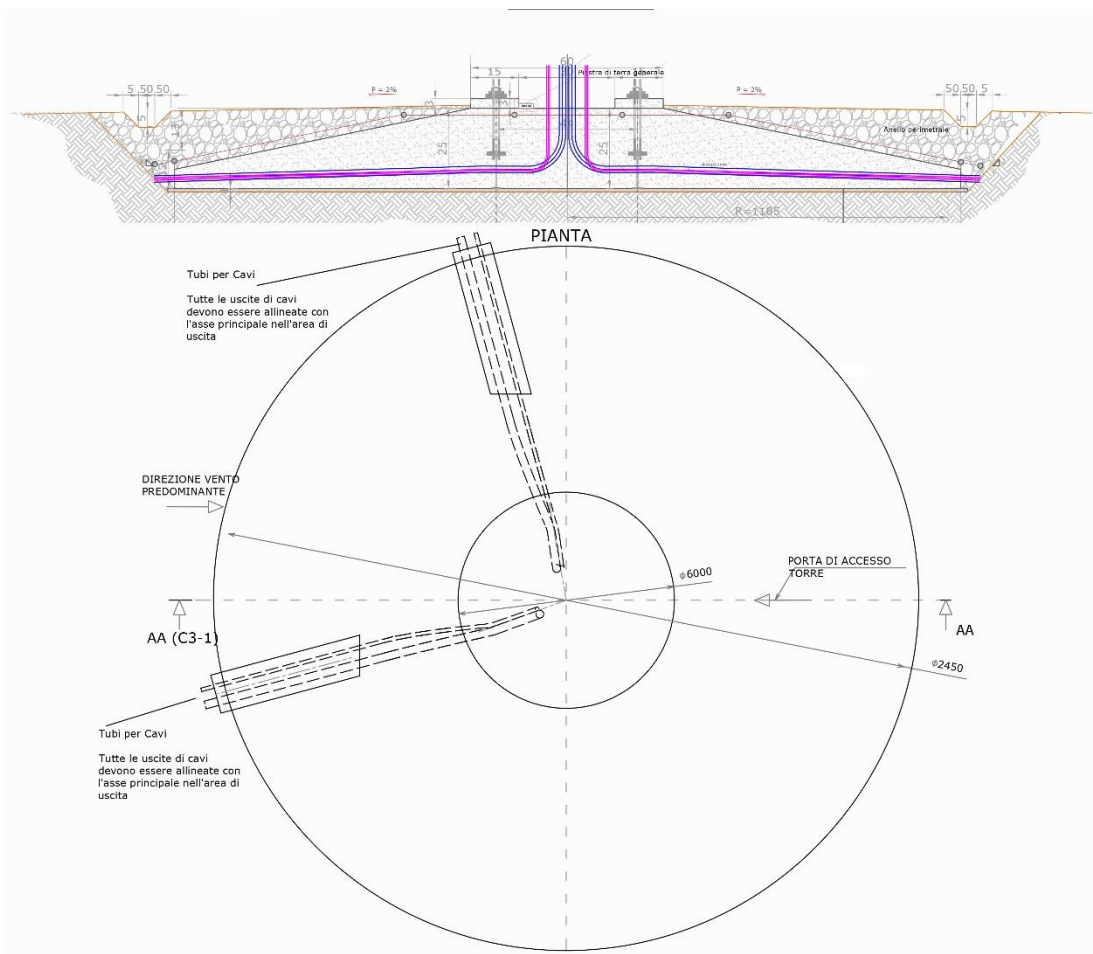 60
15
Piastra di terra generale
5 50 50
P = 2%
3
P = 2%
50 50 5
Anello perimetrale
25
25
R=1185
PIANTA
Tubi per Cavi
Tutte le uscite di cavi
devono essere allineate con
l'asse principale nell'area di
uscita
DIREZIONE VENTO
PREDOMINANTE
PORTA DI ACCESSO
TORRE
ϕ6000
AA (C3-1)
AA
ϕ2450
Tubi per Cavi
Tutte le uscite di cavi
devono essere allineate con
l'asse principale nell'area di
uscita